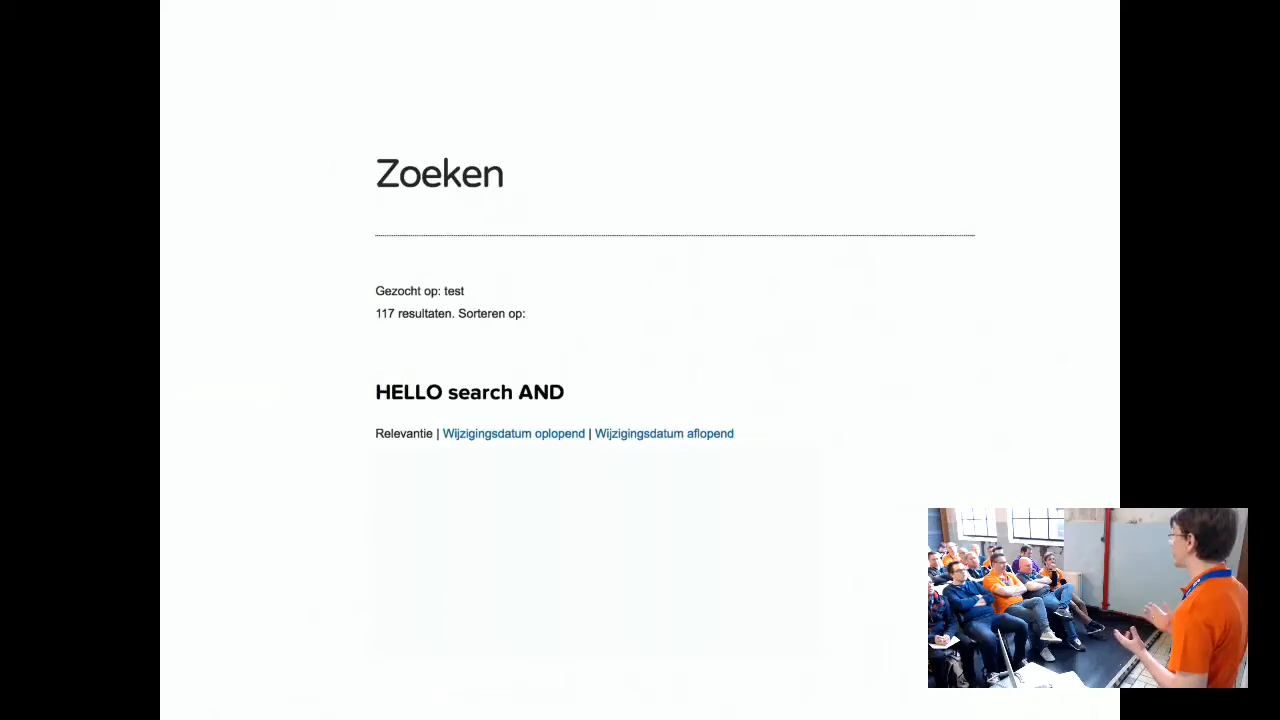 Zoeken
Gezocht op: test
117 resultaten. Sorteren op:
HELLO search AND
Relevantie | Wijzigingsdatum oplopend | Wijzigingsdatum aflopend